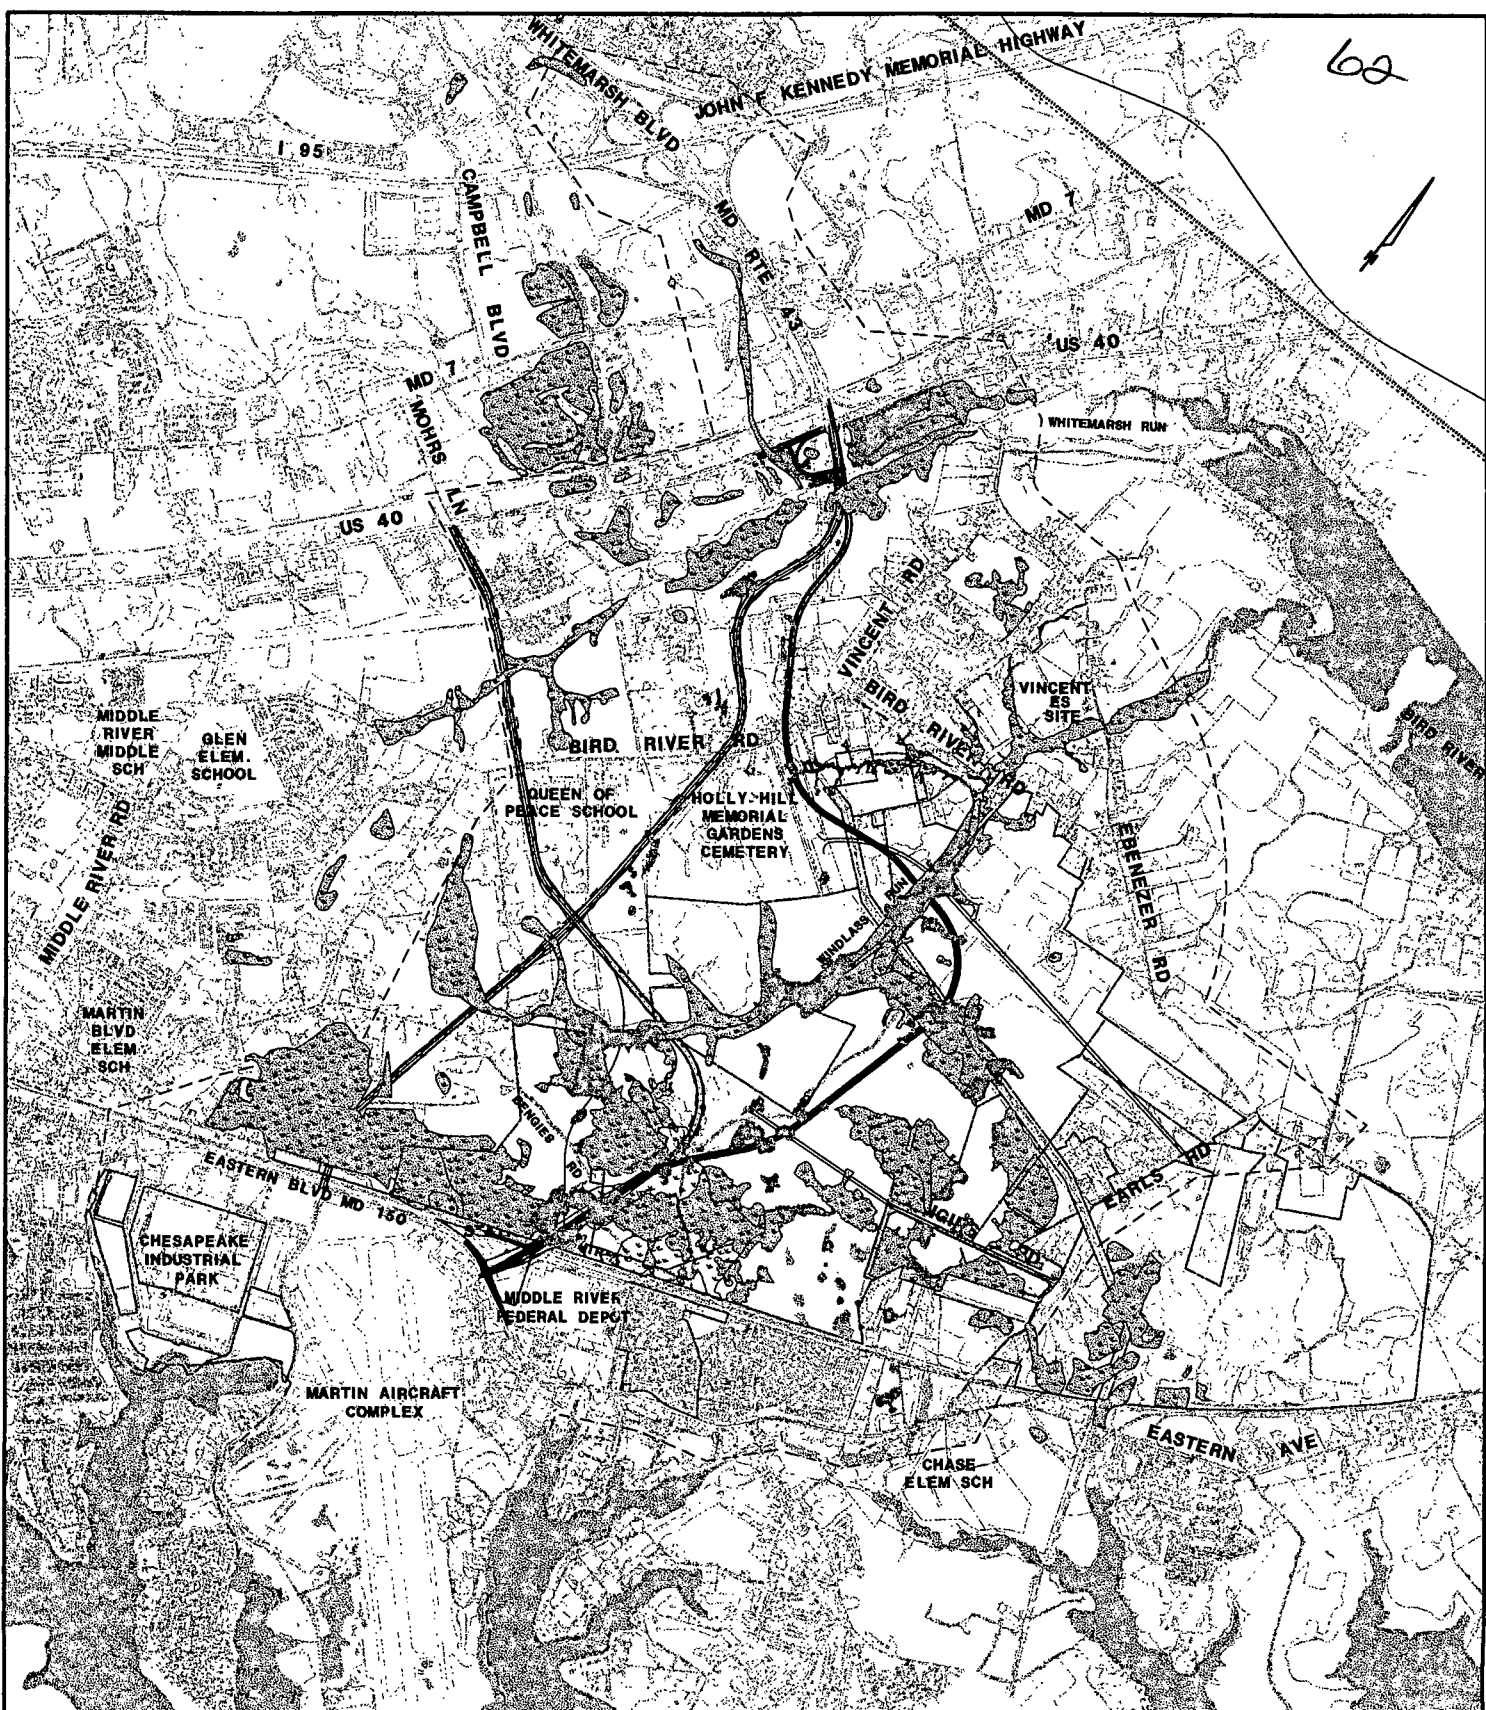 62
WHITEMARSH BLVD
JOHN F KENNEDY MEMORIAL HIGHWAY
I 95
CAMPBELL BLVD
MD RTE 43
MD 7
US 40
MD 7
MOHRS LN
WHITEMARSH RUN
US 40
VINCENT RD
BIRD RIVER RD
VINCENT
ES
SITE
BIRD RIVER
MIDDLE
RIVER
MIDDLE
SCH
GLEN
ELEM.
SCHOOL
BIRD RIVER RD
QUEEN OF
PEACE SCHOOL
HOLLY HILL
MEMORIAL
GARDENS
CEMETERY
MIDDLE RIVER RD
EBENEZER RD
WINDLASS RUN
MARTIN
BLVD
ELEM
SCH
BENGIES RD
EASTERN BLVD MD 150
EARLS RD
RD
CHESAPEAKE
INDUSTRIAL
PARK
MIDDLE RIVER
FEDERAL DEPOT
MARTIN AIRCRAFT
COMPLEX
EASTERN AVE
CHASE
ELEM SCH